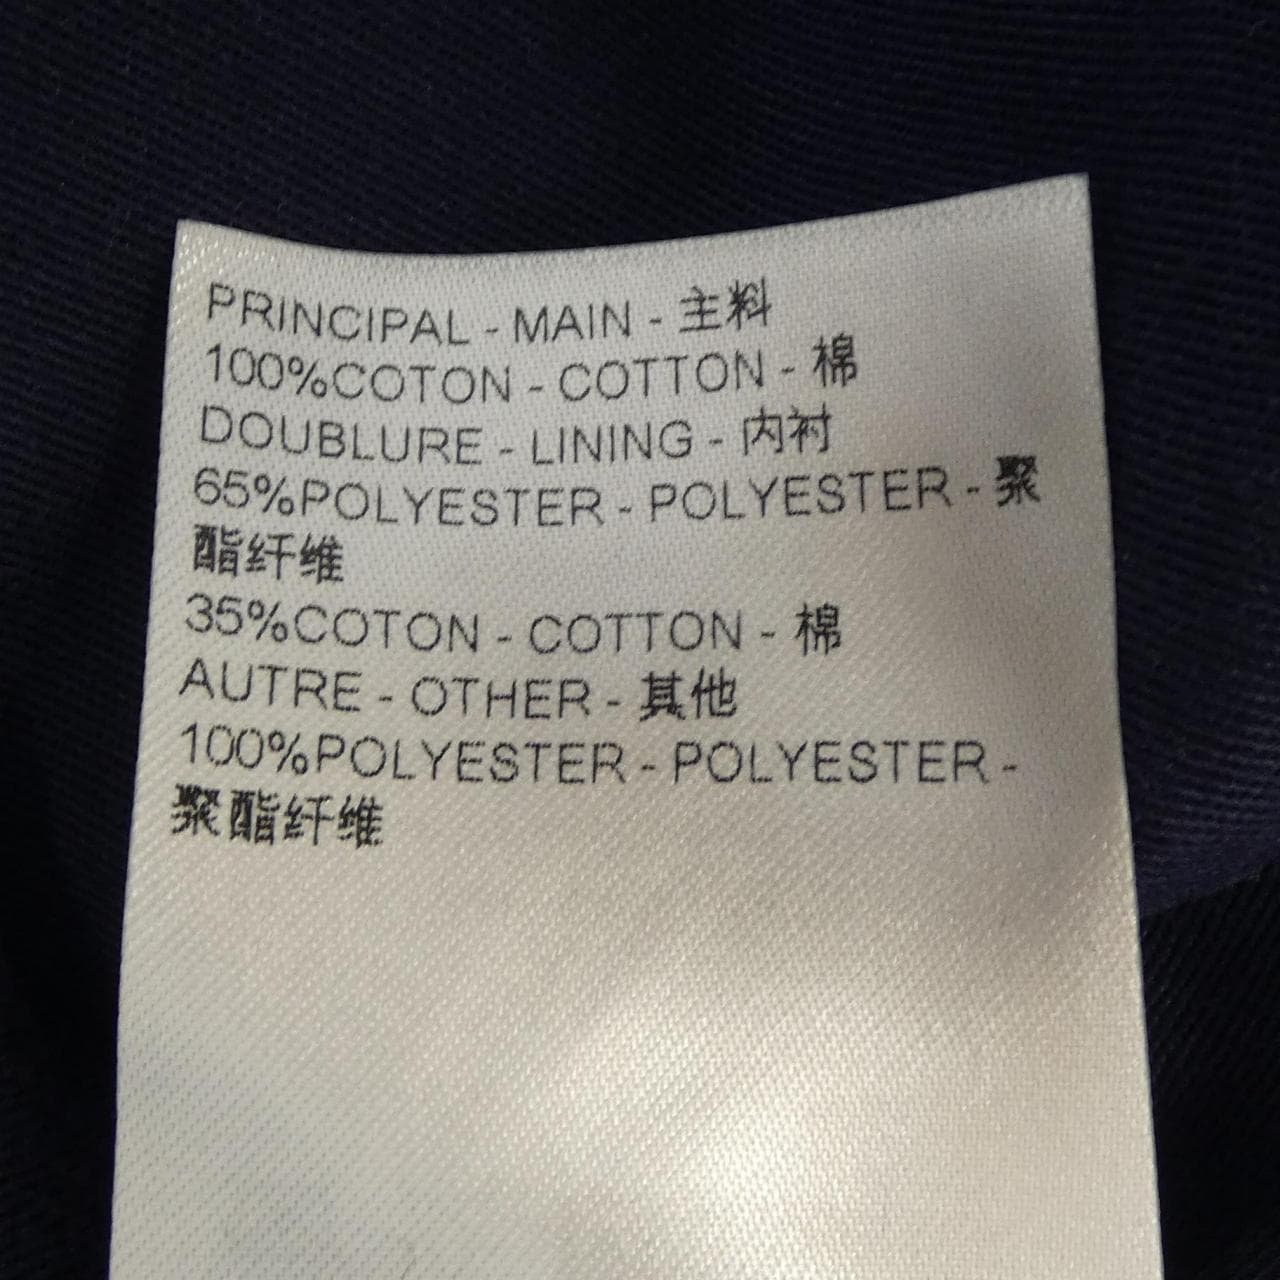 PRINCIPAL - MAIN - 主料
100%COTON - COTTON - 棉
DOUBLURE - LINING - 内衬
65%POLYESTER - POLYESTER - 聚
酯纤维
35%COTON - COTTON - 棉
AUTRE - OTHER - 其他
100%POLYESTER - POLYESTER -
聚酯纤维